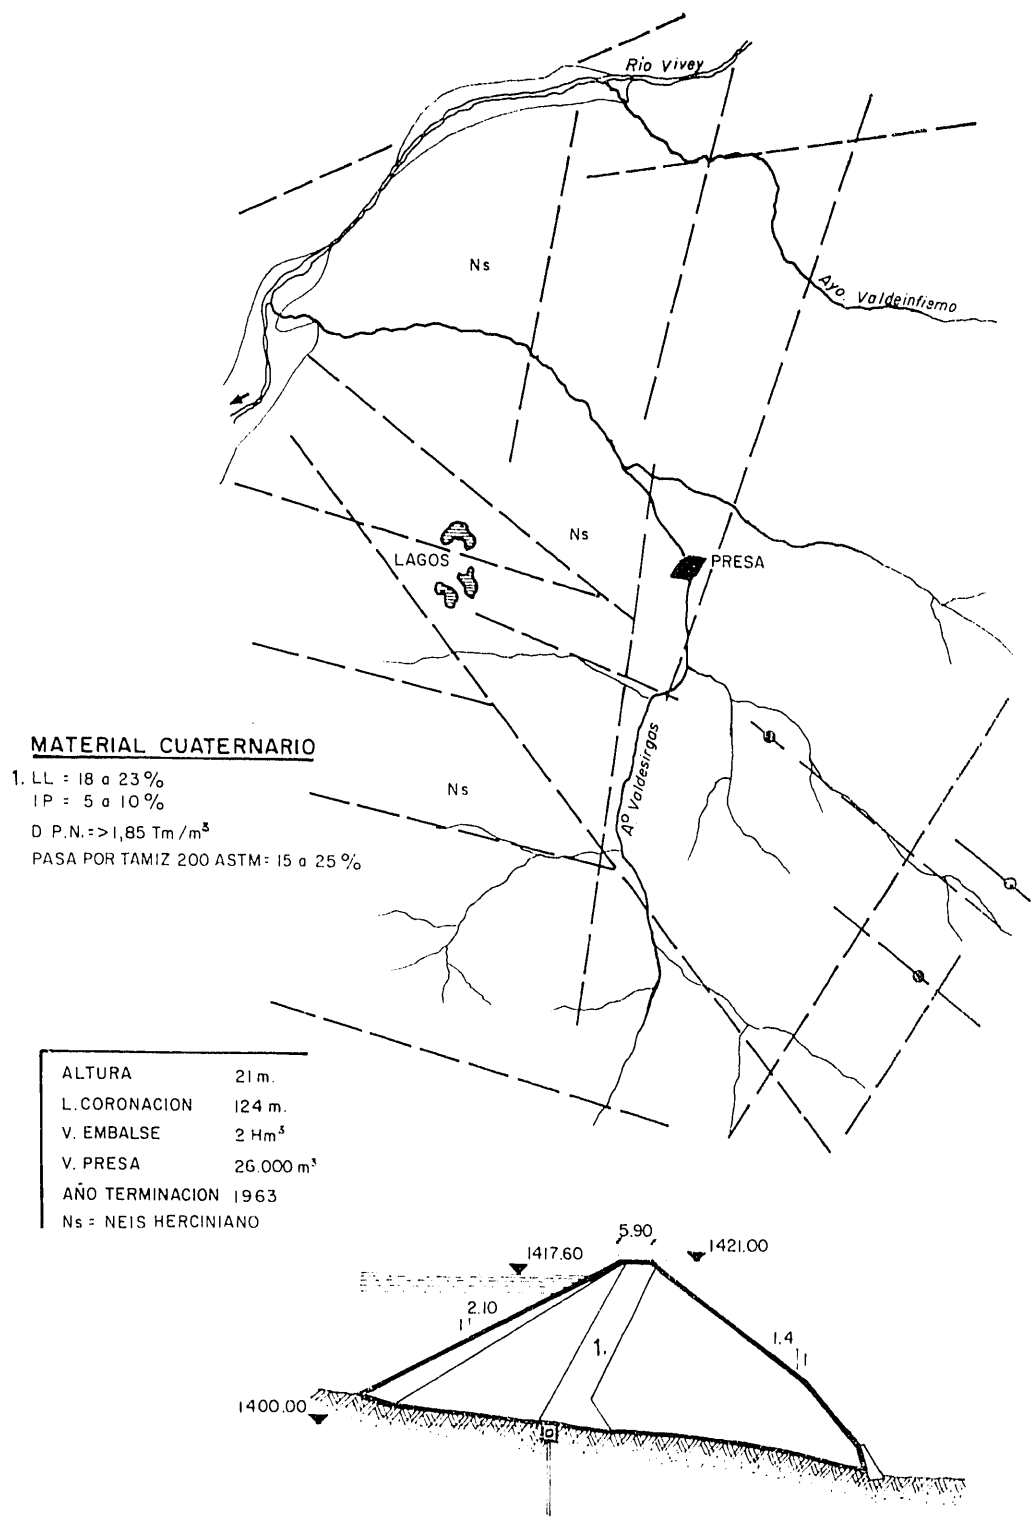 Rio Vivey
Ns
Ayo. Valdeinfierno
Ns
LAGOS
PRESA
MATERIAL CUATERNARIO
1. LL = 18 a 23%
IP = 5 a 10%
D P.N. = >1,85 Tm/m³
PASA POR TAMIZ 200 ASTM = 15 a 25%
Ns
Aº Valdesirgas
ALTURA 21 m.
L. CORONACION 124 m.
V. EMBALSE 2 Hm³
V. PRESA 26.000 m³
AÑO TERMINACION 1963
Ns = NEIS HERCINIANO
5.90
1417.60
1421.00
2.10
1
1.4
1
1.
1400.00